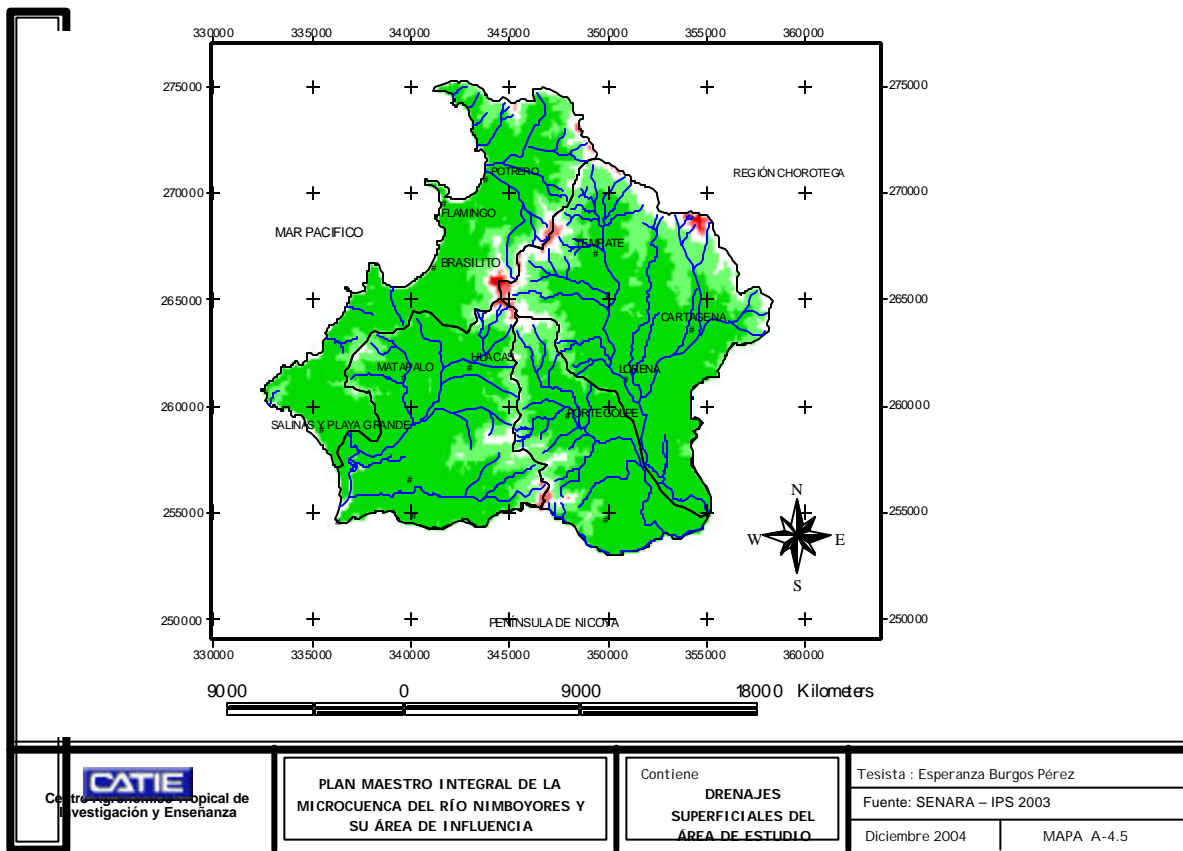 330000 335000 340000 345000 350000 355000 360000
275000 275000
REGIÓN CHOROTEGA
POTRERO
270000 270000
FLAMINGO
MAR PACIFICO
TEMPATE
BRASILITO
265000 265000
CARTAGENA
HUACAS
MATAPALO LORENA
260000 260000
PORTEGOLPE
SALINAS Y PLAYA GRANDE
N
255000 255000
W E
S
250000 PENÍNSULA DE NICOYA 250000
330000 335000 340000 345000 350000 355000 360000
9000 0 9000 18000 Kilometers
CATIE
Centro Agronómico Tropical de
Investigación y Enseñanza
PLAN MAESTRO INTEGRAL DE LA
MICROCUENCA DEL RÍO NIMBOYORES Y
SU ÁREA DE INFLUENCIA
Contiene
DRENAJES
SUPERFICIALES DEL
ÁREA DE ESTUDIO
Tesista : Esperanza Burgos Pérez
Fuente: SENARA – IPS 2003
Diciembre 2004 MAPA A-4.5